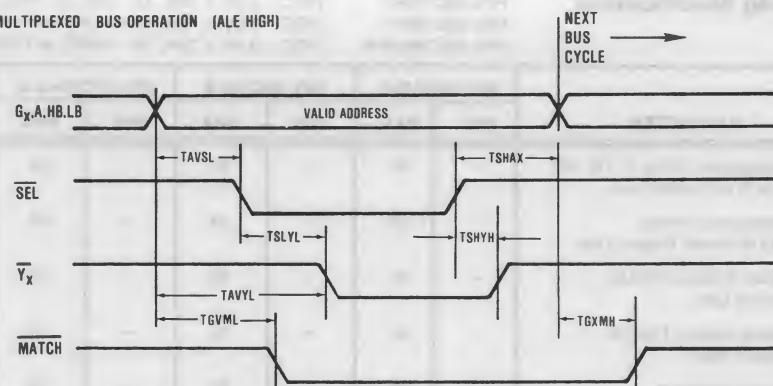 MULTIPLEXED BUS OPERATION (ALE HIGH)
NEXT
BUS
CYCLE
GX,A,HB,LB
VALID ADDRESS
TAVSL
TSHAX
SEL
TSLYL
TSHYH
YX
TAVYL
TGVML
TGXMH
MATCH